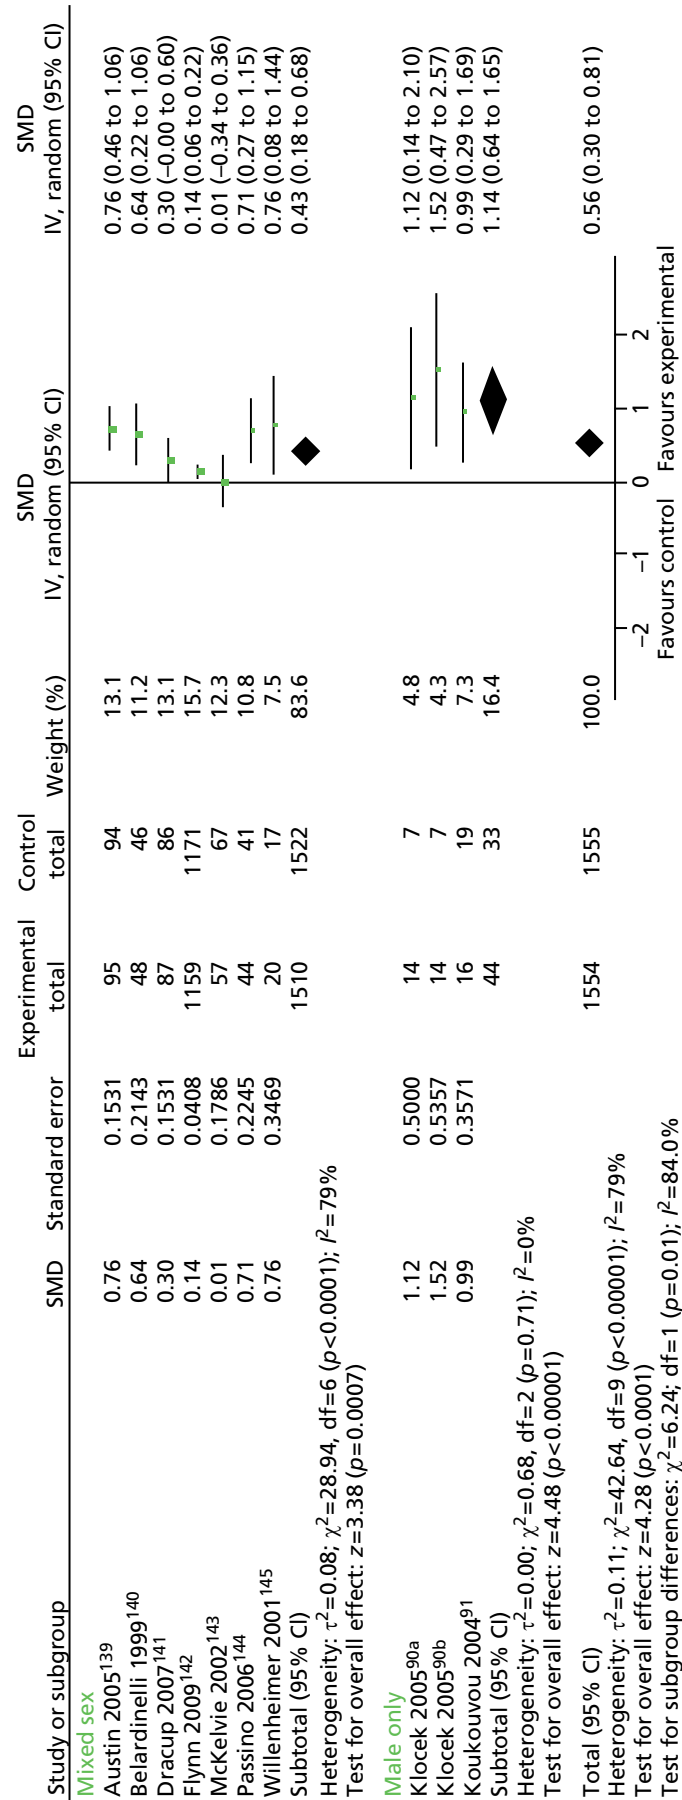 SMD SMD
Experimental Control
Study or subgroup SMD Standard error total total Weight (%) IV, random (95% CI) IV, random (95% CI)
Mixed sex
Austin 2005139 0.76 0.1531 95 94 13.1 0.76 (0.46 to 1.06)
Belardinelli 1999140 0.64 0.2143 48 46 11.2 0.64 (0.22 to 1.06)
Dracup 2007141 0.30 0.1531 87 86 13.1 0.30 (–0.00 to 0.60)
Flynn 2009142 0.14 0.0408 1159 1171 15.7 0.14 (0.06 to 0.22)
McKelvie 2002143 0.01 0.1786 57 67 12.3 0.01 (–0.34 to 0.36)
Passino 2006144 0.71 0.2245 44 41 10.8 0.71 (0.27 to 1.15)
Willenheimer 2001145 0.76 0.3469 20 17 7.5 0.76 (0.08 to 1.44)
Subtotal (95% CI) 1510 1522 83.6 0.43 (0.18 to 0.68)
Heterogeneity: τ2=0.08; χ2=28.94, df=6 (p<0.0001); I2=79%
Test for overall effect: z=3.38 (p=0.0007)
Male only
Klocek 200590a 1.12 0.5000 14 7 4.8 1.12 (0.14 to 2.10)
Klocek 200590b 1.52 0.5357 14 7 4.3 1.52 (0.47 to 2.57)
Koukouvou 200491 0.99 0.3571 16 19 7.3 0.99 (0.29 to 1.69)
Subtotal (95% CI) 44 33 16.4 1.14 (0.64 to 1.65)
Heterogeneity: τ2=0.00; χ2=0.68, df=2 (p=0.71); I2=0%
Test for overall effect: z=4.48 (p<0.00001)
Total (95% CI) 1554 1555 100.0 0.56 (0.30 to 0.81)
Heterogeneity: τ2=0.11; χ2=42.64, df=9 (p<0.00001); I2=79%
Test for overall effect: z=4.28 (p<0.0001)
Test for subgroup differences: χ2=6.24; df=1 (p=0.01); I2=84.0%
–2 –1 0 1 2
Favours control Favours experimental